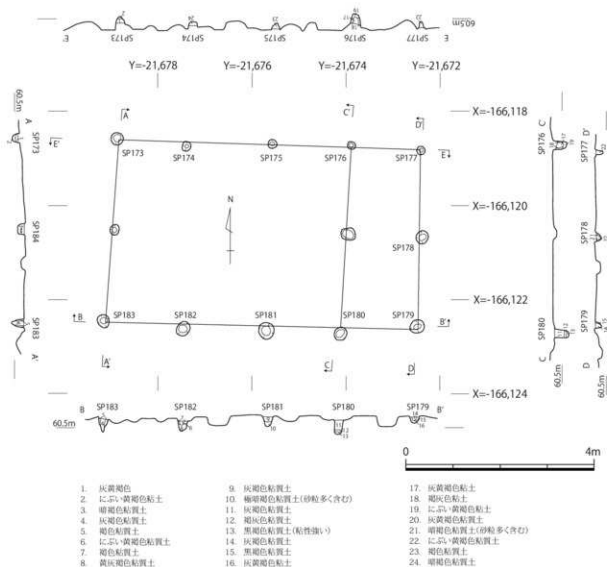 60.5m
E' E
SP173 SP174 SP175 SP176 SP177
Y=-21,678 Y=-21,676 Y=-21,674 Y=-21,672
X=-166,118
X=-166,120
X=-166,122
X=-166,124
A C' D'
SP173 SP174 SP175 SP176 SP177
E' E
N
SP178
SP183 SP182 SP181 SP180 SP179
B B'
A' C D
60.5m
A SP173 SP184 SP183 A'
C' SP176 SP180 C
60.5m
D' SP177 SP178 SP179 D
60.5m
B SP183 SP182 SP181 SP180 SP179 B'
60.5m
0 4m
1. 灰黄褐色
2. にぶい黄褐色粘土
3. 暗褐色粘質土
4. 灰褐色粘質土
5. 褐色粘質土
6. にぶい黄褐色粘質土
7. 褐色粘質土
8. 黄灰褐色粘質土
9. 灰褐色粘質土
10. 極暗褐色粘質土(砂粒多く含む)
11. 灰褐色粘質土
12. 褐灰色粘質土
13. 黒褐色粘質土(粘性強い)
14. 灰褐色粘質土
15. 黒褐色粘質土
16. 灰黄褐色粘土
17. 灰黄褐色粘土
18. 褐灰色粘土
19. にぶい黄褐色粘土
20. 灰黄褐色粘質土
21. 暗褐色粘質土(砂粒多く含む)
22. にぶい黄褐色粘質土
23. 褐色粘質土
24. 暗褐色粘質土